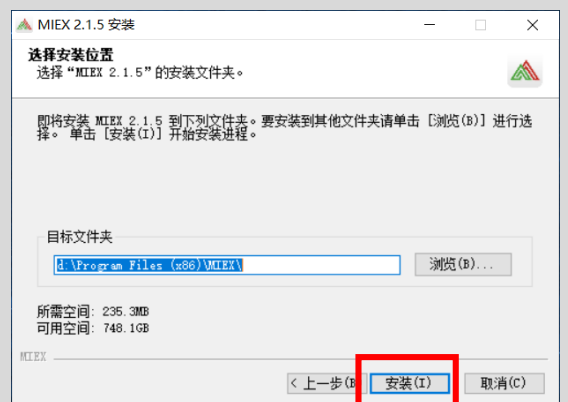 MIEX 2.1.5 安装
选择安装位置
选择“MIEX 2.1.5”的安装文件夹。
即将安装 MIEX 2.1.5 到下列文件夹。要安装到其他文件夹请单击 [浏览(B)] 进行选
择。 单击 [安装(I)] 开始安装进程。
目标文件夹
d:\Program Files (x86)\MIEX\
浏览(B)...
所需空间: 235.3MB
可用空间: 748.1GB
MIEX
< 上一步(B
安装(I)
取消(C)